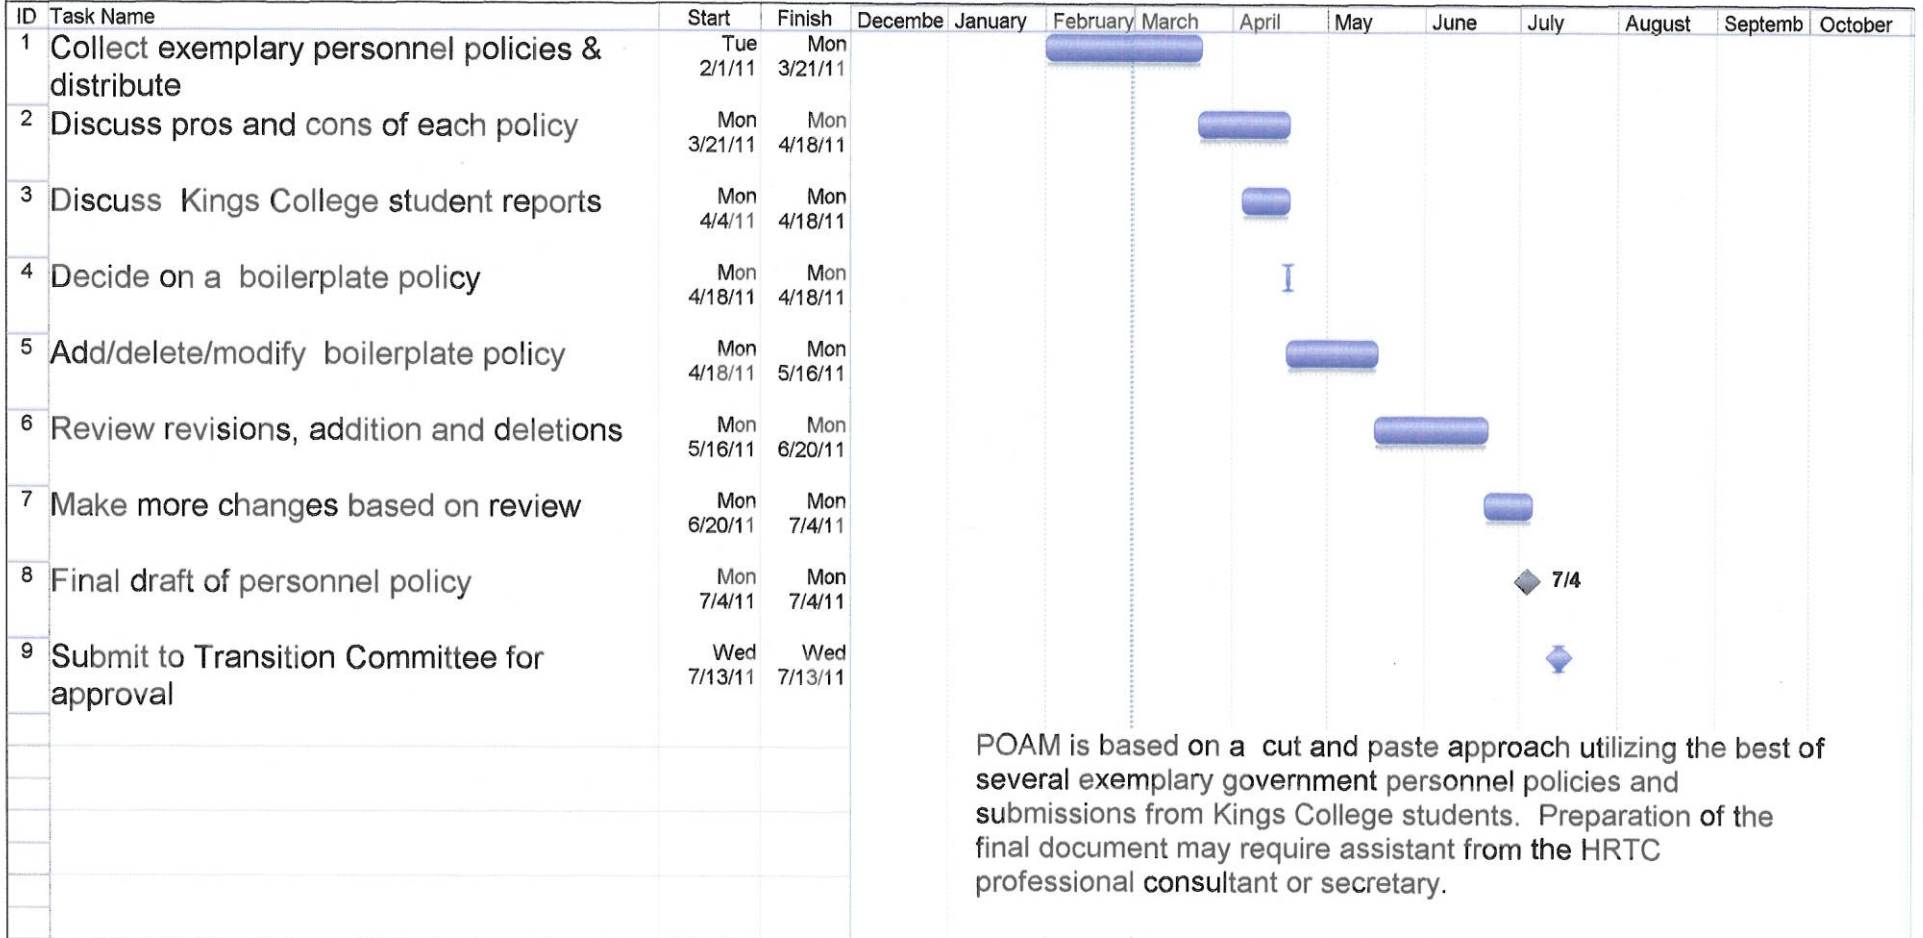 ID Task Name Start Finish Decembe January February March April May June July August Septemb October
1 Collect exemplary personnel policies & Tue Mon
distribute 2/1/11 3/21/11
2 Discuss pros and cons of each policy Mon Mon
3/21/11 4/18/11
3 Discuss Kings College student reports Mon Mon
4/4/11 4/18/11
4 Decide on a boilerplate policy Mon Mon
4/18/11 4/18/11
5 Add/delete/modify boilerplate policy Mon Mon
4/18/11 5/16/11
6 Review revisions, addition and deletions Mon Mon
5/16/11 6/20/11
7 Make more changes based on review Mon Mon
6/20/11 7/4/11
8 Final draft of personnel policy Mon Mon 7/4
7/4/11 7/4/11
9 Submit to Transition Committee for Wed Wed
approval 7/13/11 7/13/11
POAM is based on a cut and paste approach utilizing the best of
several exemplary government personnel policies and
submissions from Kings College students. Preparation of the
final document may require assistant from the HRTC
professional consultant or secretary.